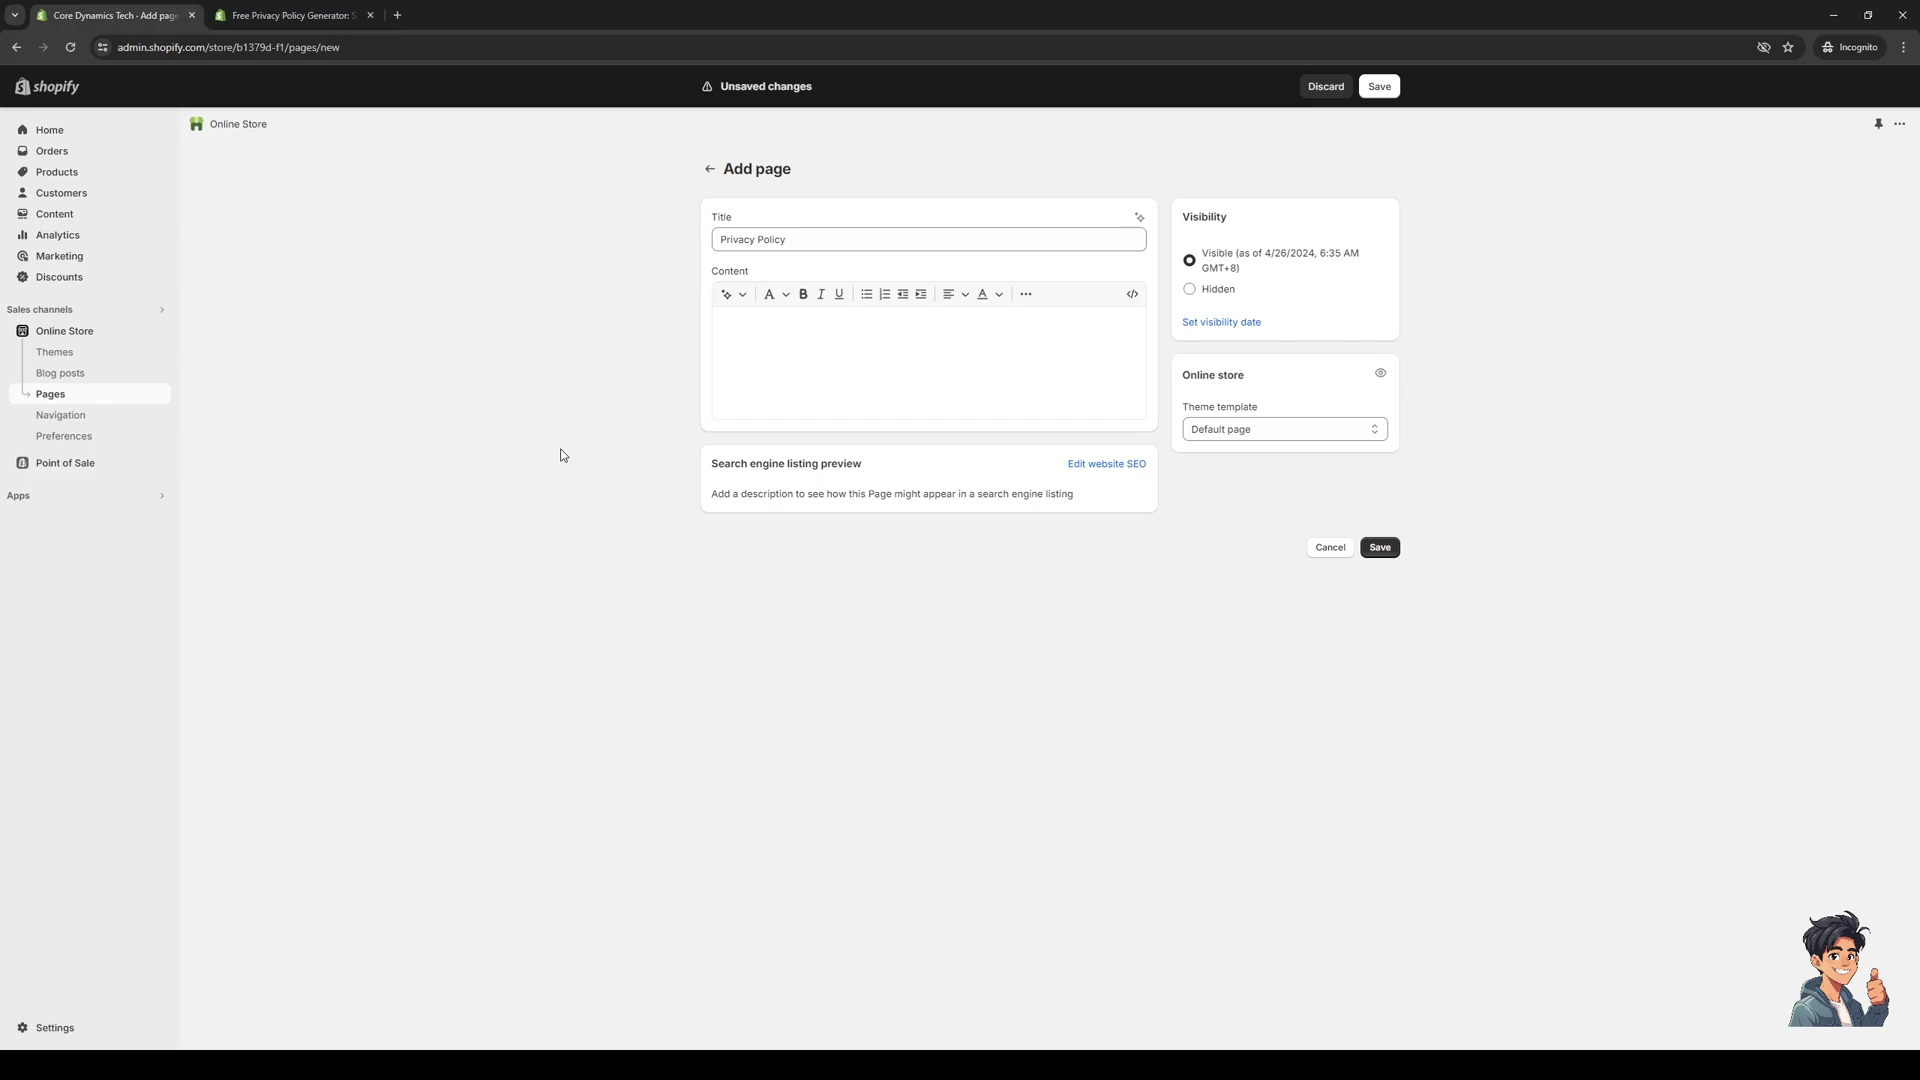 Core Dynamics Tech · Add page
Free Privacy Policy Generator: S
admin.shopify.com/store/b1379d-f1/pages/new
Incognito
shopify
Unsaved changes
Discard
Save
Home
Orders
Products
Customers
Content
Analytics
Marketing
Discounts
Sales channels
Online Store
Themes
Blog posts
Pages
Navigation
Preferences
Point of Sale
Apps
Settings
Online Store
Add page
Title
Privacy Policy
Content
A
B
I
U
A
Search engine listing preview
Edit website SEO
Add a description to see how this Page might appear in a search engine listing
Visibility
Visible (as of 4/26/2024, 6:35 AM
GMT+8)
Hidden
Set visibility date
Online store
Theme template
Default page
Cancel
Save